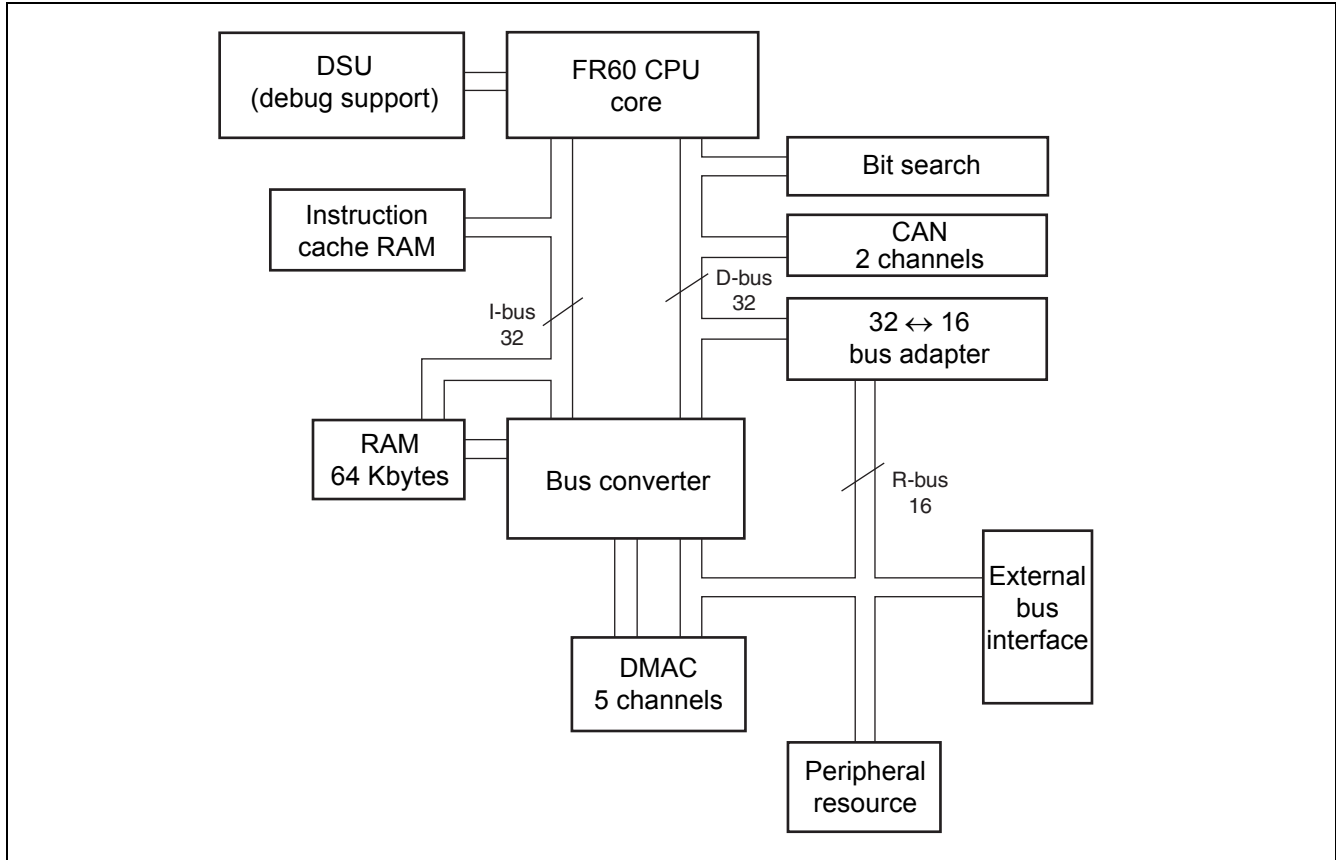 DSU
(debug support)
FR60 CPU
core
Bit search
Instruction
cache RAM
CAN
2 channels
I-bus
32
D-bus
32
32 ↔ 16
bus adapter
RAM
64 Kbytes
Bus converter
R-bus
16
External
bus
interface
DMAC
5 channels
Peripheral
resource